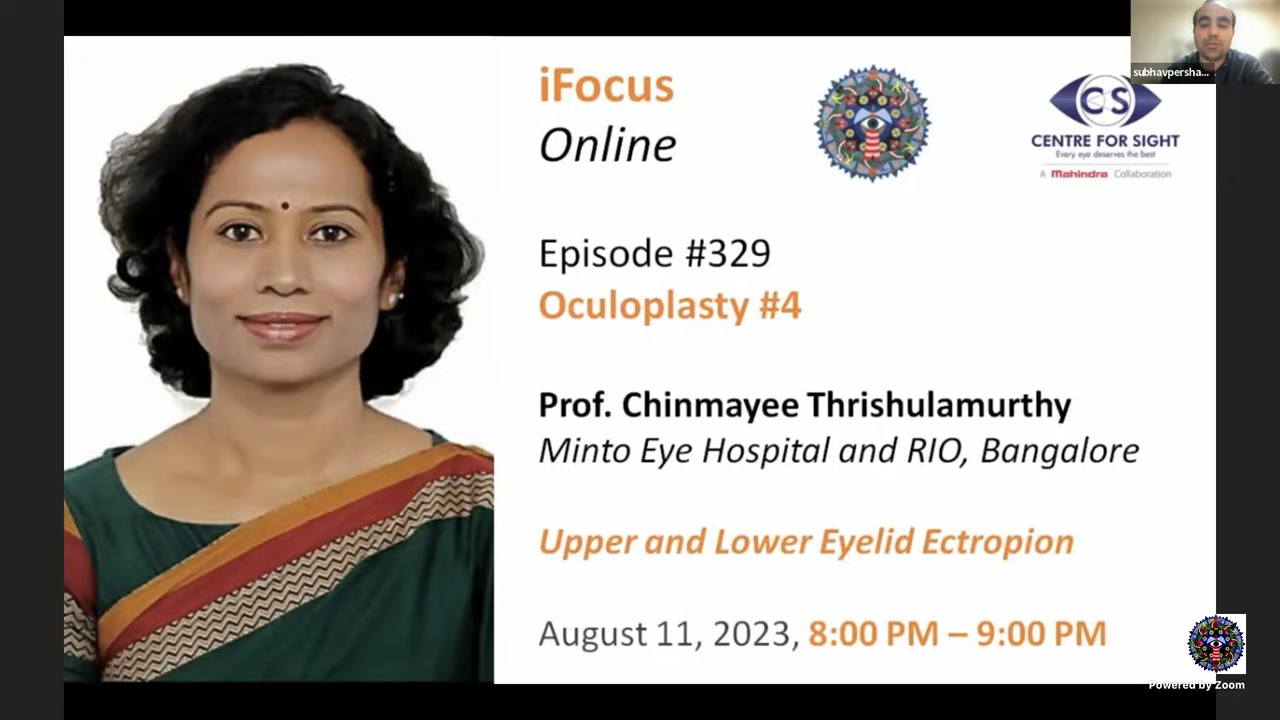 subhavpersha...
iFocus
Online
CS
CENTRE FOR SIGHT
Every eye deserves the best
A Mahindra Collaboration
Episode #329
Oculoplasty #4
Prof. Chinmayee Thrishulamurthy
Minto Eye Hospital and RIO, Bangalore
Upper and Lower Eyelid Ectropion
August 11, 2023, 8:00 PM – 9:00 PM
Powered by Zoom